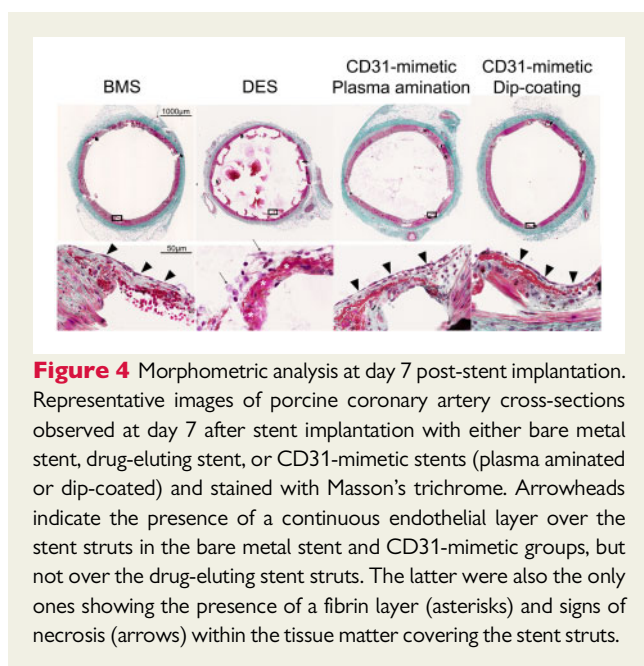 CD31-mimetic CD31-mimetic
BMS DES Plasma amination Dip-coating
1000µm
50µm
Figure 4 Morphometric analysis at day 7 post-stent implantation.
Representative images of porcine coronary artery cross-sections
observed at day 7 after stent implantation with either bare metal
stent, drug-eluting stent, or CD31-mimetic stents (plasma aminated
or dip-coated) and stained with Masson’s trichrome. Arrowheads
indicate the presence of a continuous endothelial layer over the
stent struts in the bare metal stent and CD31-mimetic groups, but
not over the drug-eluting stent struts. The latter were also the only
ones showing the presence of a fibrin layer (asterisks) and signs of
necrosis (arrows) within the tissue matter covering the stent struts.